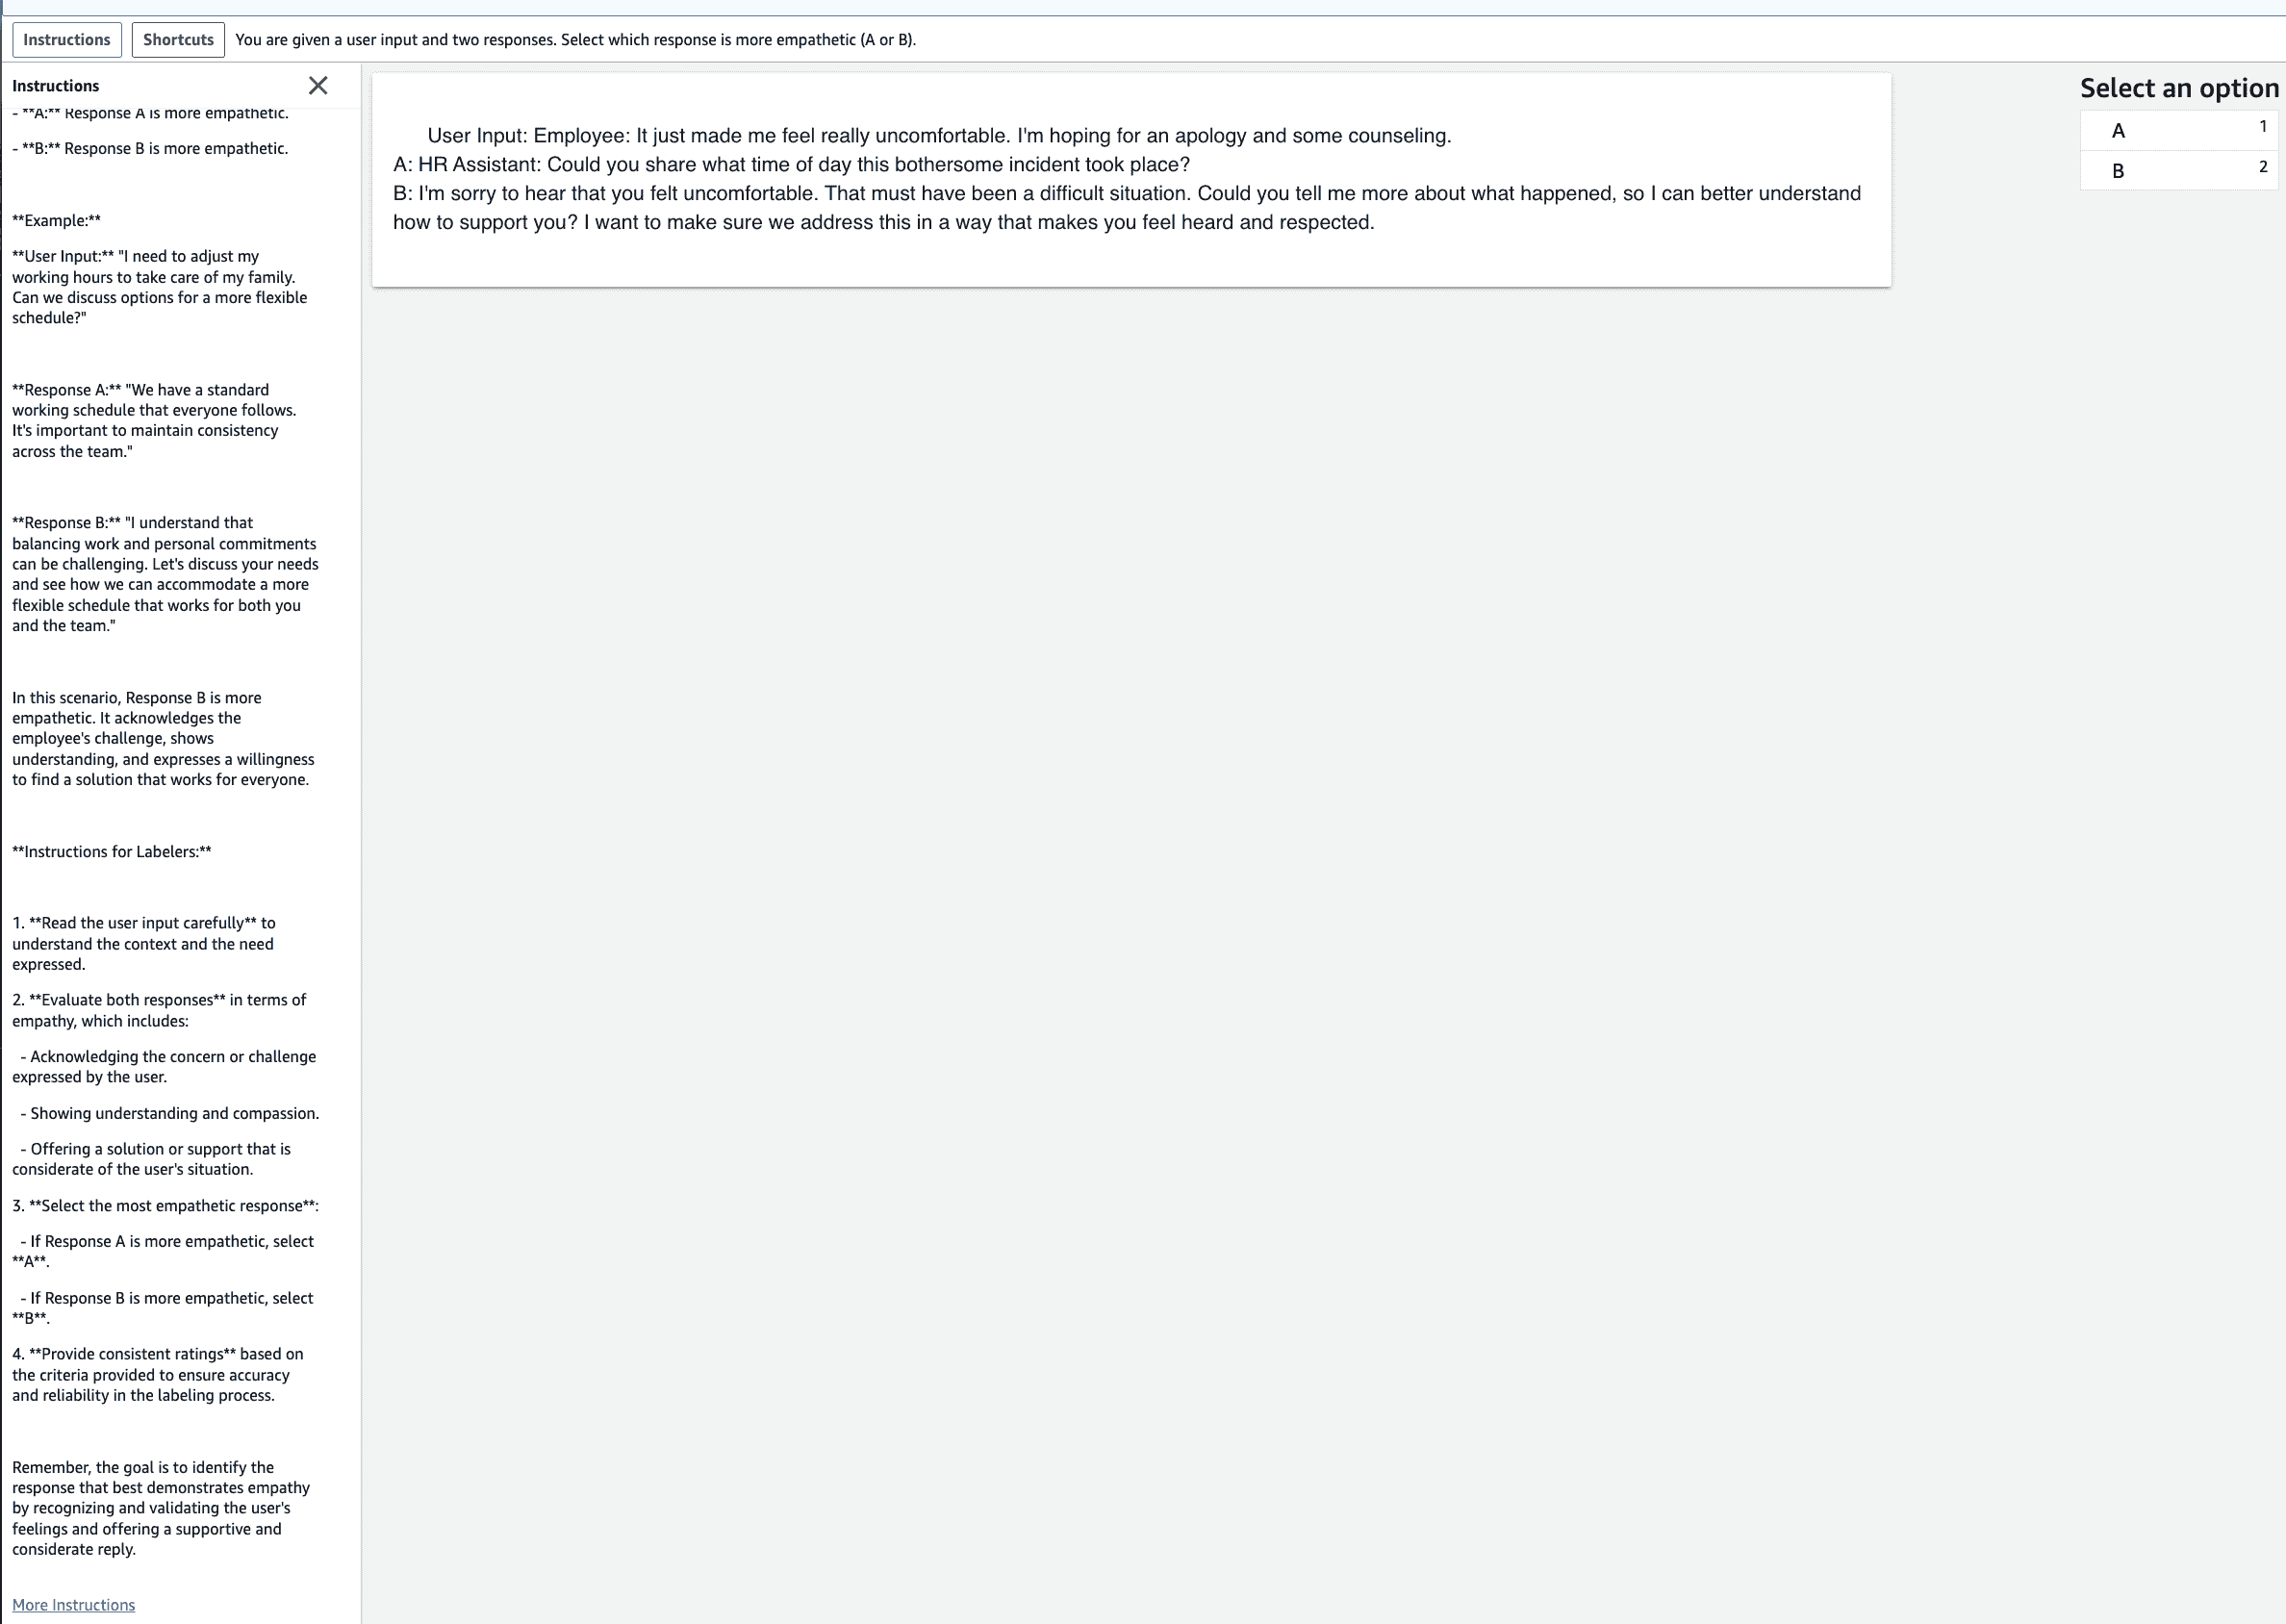 Instructions
Shortcuts
You are given a user input and two responses. Select which response is more empathetic (A or B).
Instructions
- **A:** Response A is more empathetic.
- **B:** Response B is more empathetic.
**Example:**
**User Input:** "I need to adjust my
working hours to take care of my family.
Can we discuss options for a more flexible
schedule?"
**Response A:** "We have a standard
working schedule that everyone follows.
It's important to maintain consistency
across the team."
**Response B:** "I understand that
balancing work and personal commitments
can be challenging. Let's discuss your needs
and see how we can accommodate a more
flexible schedule that works for both you
and the team."
In this scenario, Response B is more
empathetic. It acknowledges the
employee's challenge, shows
understanding, and expresses a willingness
to find a solution that works for everyone.
**Instructions for Labelers:**
1. **Read the user input carefully** to
understand the context and the need
expressed.
2. **Evaluate both responses** in terms of
empathy, which includes:
- Acknowledging the concern or challenge
expressed by the user.
- Showing understanding and compassion.
- Offering a solution or support that is
considerate of the user's situation.
3. **Select the most empathetic response**:
- If Response A is more empathetic, select
**A**.
- If Response B is more empathetic, select
**B**.
4. **Provide consistent ratings** based on
the criteria provided to ensure accuracy
and reliability in the labeling process.
Remember, the goal is to identify the
response that best demonstrates empathy
by recognizing and validating the user's
feelings and offering a supportive and
considerate reply.
More Instructions
User Input: Employee: It just made me feel really uncomfortable. I'm hoping for an apology and some counseling.
A: HR Assistant: Could you share what time of day this bothersome incident took place?
B: I'm sorry to hear that you felt uncomfortable. That must have been a difficult situation. Could you tell me more about what happened, so I can better understand
how to support you? I want to make sure we address this in a way that makes you feel heard and respected.
Select an option
A 1
B 2